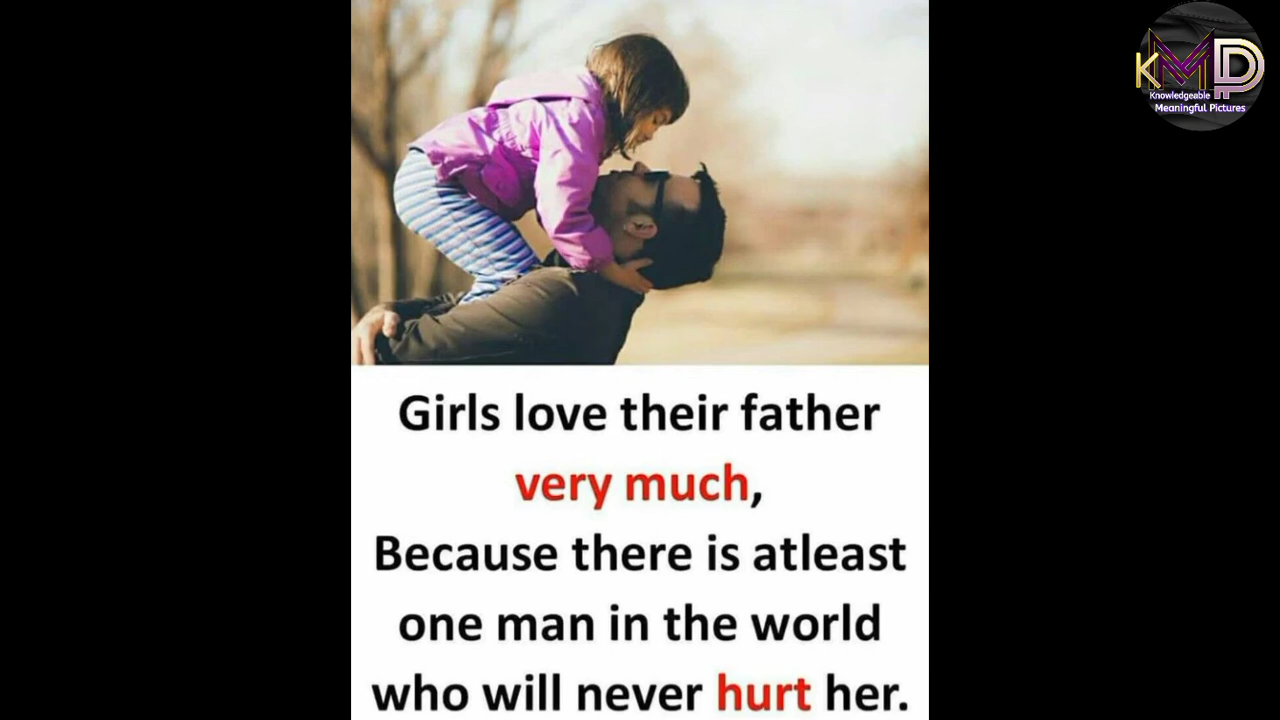 KMP
Knowledgeable
Meaningful Pictures
Girls love their father
very much,
Because there is atleast
one man in the world
who will never hurt her.